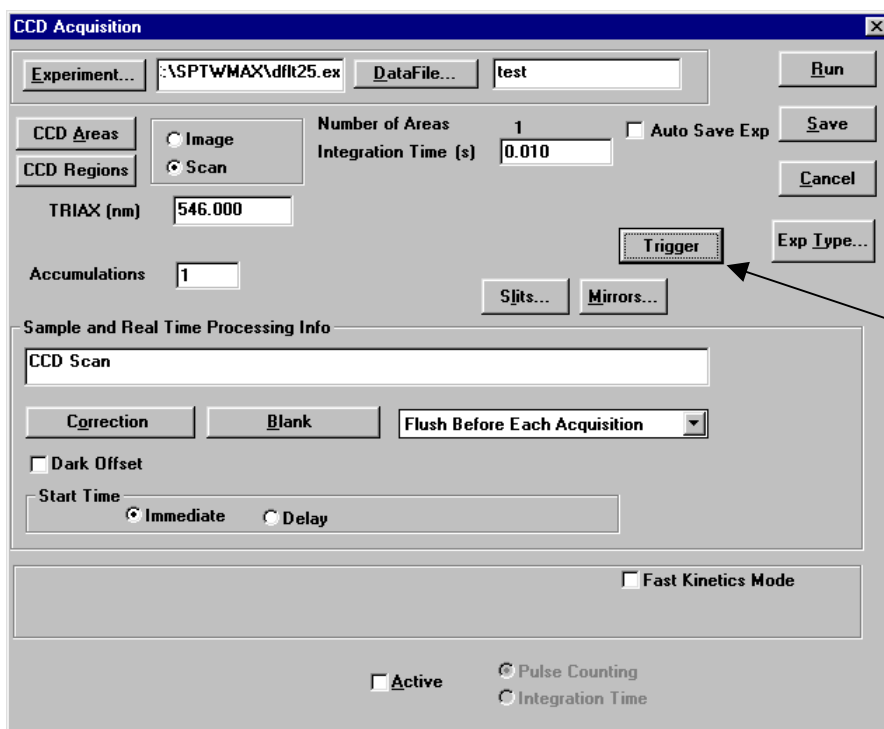 CCD Acquisition
Experiment... :\SPTWMAX\dflt25.ex DataFile... test Run
CCD Areas Image Number of Areas 1 Auto Save Exp Save
CCD Regions Scan Integration Time (s) 0.010 Cancel
TRIAX (nm) 546.000
Trigger Exp Type...
Accumulations 1
Slits... Mirrors...
Sample and Real Time Processing Info
CCD Scan
Correction Blank Flush Before Each Acquisition
Dark Offset
Start Time
Immediate Delay
Fast Kinetics Mode
Active Pulse Counting
Integration Time